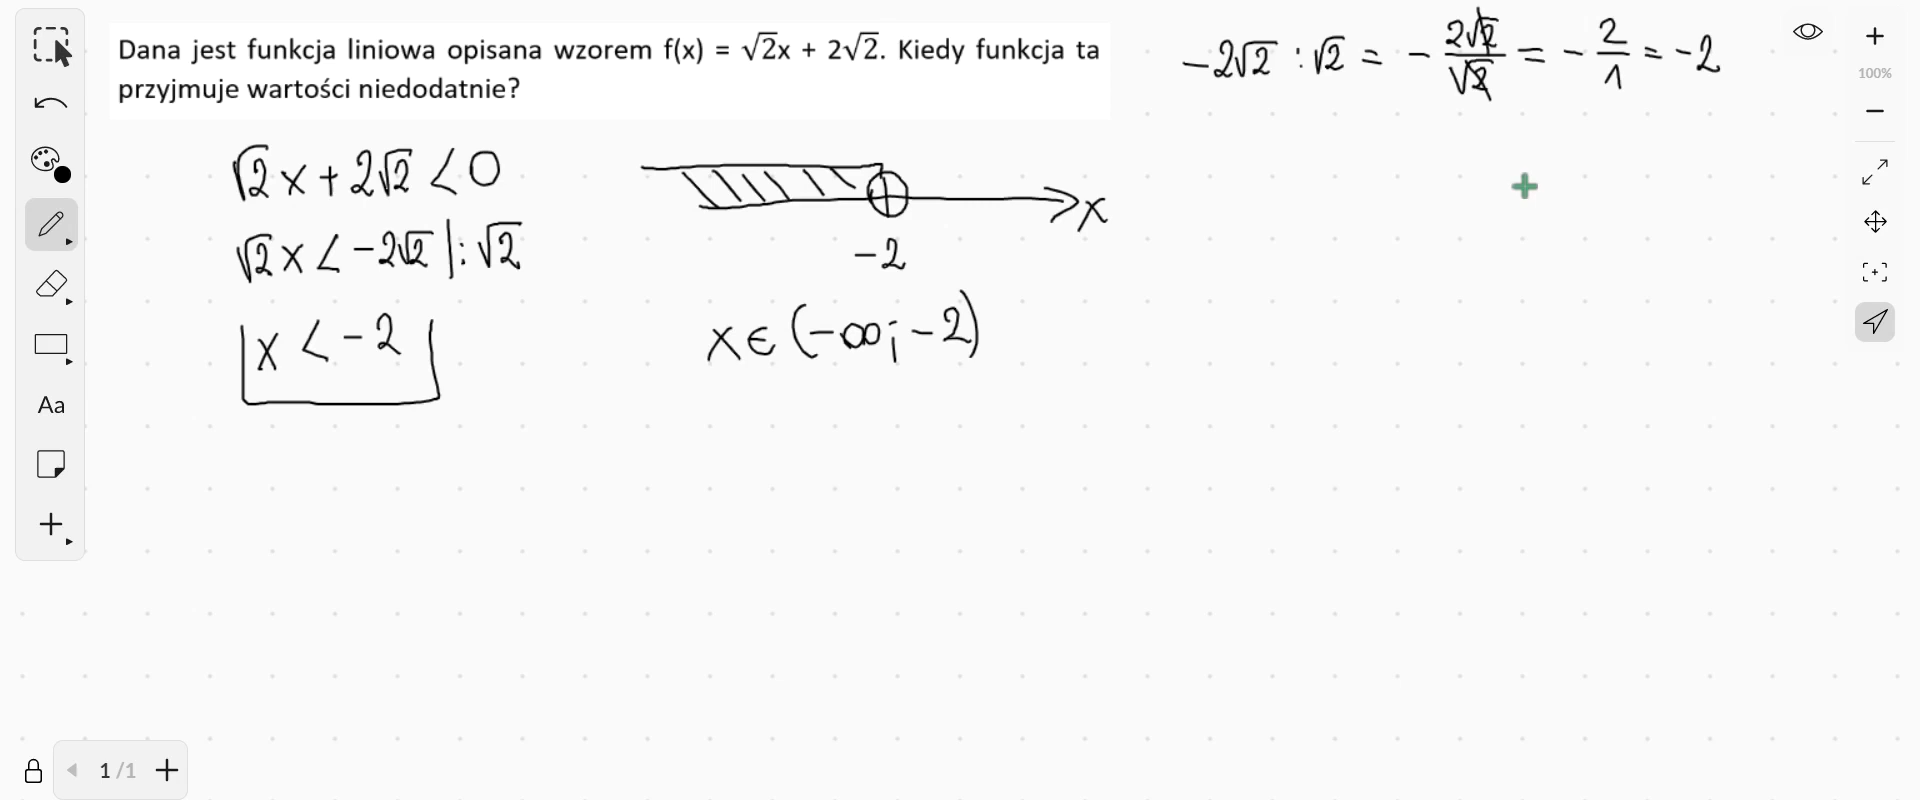 Dana jest funkcja liniowa opisana wzorem f(x) = √2x + 2√2. Kiedy funkcja ta
przyjmuje wartości niedodatnie?
-2√2 : √2 = - 2√2/√2 = - 2/1 = -2
√2x + 2√2 < 0
√2x < -2√2 |: √2
x < -2
x
-2
x ∈ (-∞; -2)
100%
Aa
1 /1